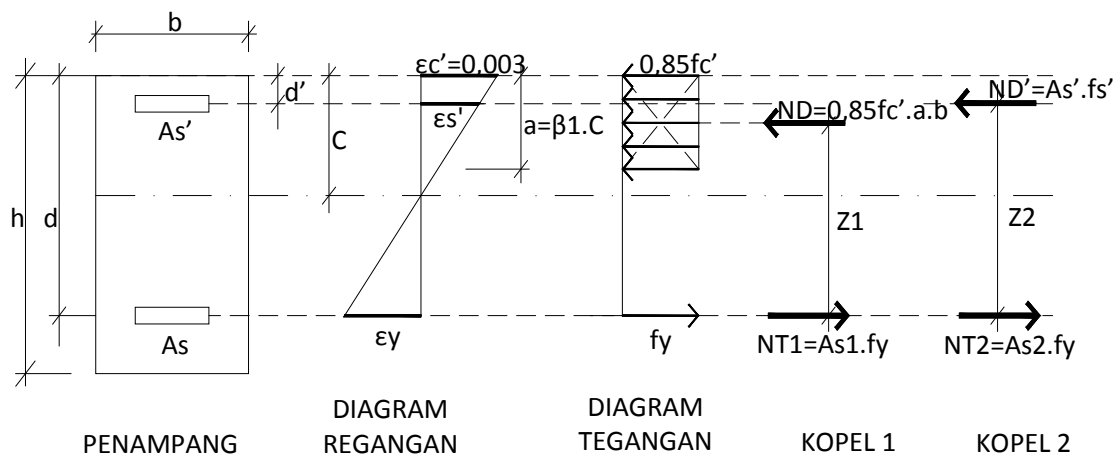 b
εc’=0,003
0,85fc’
d'
ND’=As’.fs’
As’
εs'
ND=0,85fc’.a.b
a=β1.C
C
h
d
Z1
Z2
As
εy
fy
NT1=As1.fy
NT2=As2.fy
DIAGRAM
DIAGRAM
PENAMPANG
REGANGAN
TEGANGAN
KOPEL 1
KOPEL 2